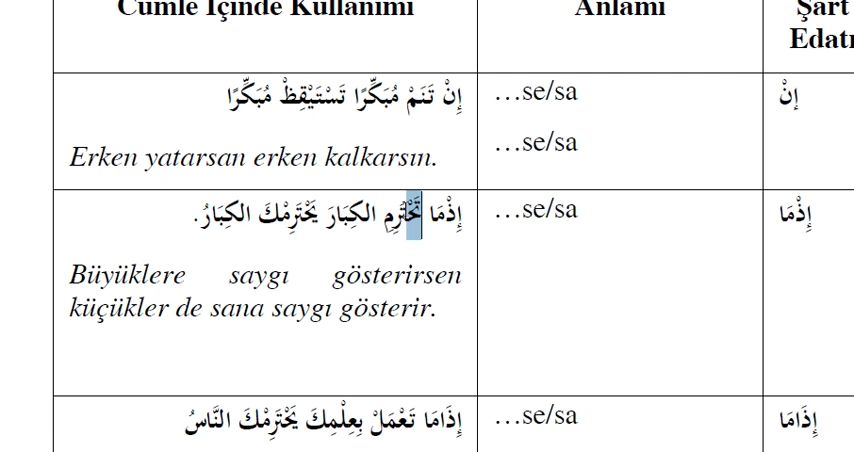 Cümle İçinde Kullanımı
Anlamı
Şart
Edatı
إِنْ تَنَمْ مُبَكِّرًا تَسْتَيْقِظْ مُبَكِّرًا
Erken yatarsan erken kalkarsın.
…se/sa
…se/sa
إِنْ
إِذْمَا تَحْتَرِمِ الكِبَارَ يَحْتَرِمْكَ الكِبَارُ.
Büyüklere saygı gösterirsen
küçükler de sana saygı gösterir.
…se/sa
إِذْمَا
إِذَامَا تَعْمَلْ بِعِلْمِكَ يَحْتَرِمْكَ النَّاسُ
…se/sa
إِذَامَا